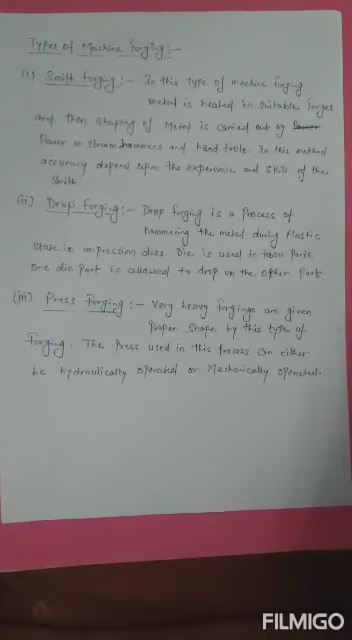 Types of Machine Forging :-
(i) Smith forging :- In this type of machine forging
metal is heated in suitable forges
and then shaping of metal is carried out by
Power or stream hammers and hand table. In this method
accuracy depend upon the experience and skill of the
Smith.
(ii) Drop forging :- Drop forging is a process of
hammering the metal during plastic
state in impression dies. Die is used in two parts.
One die part is allowed to drop on the other part.
(iii) Press Forging :- Very heavy forgings are given
proper shape by this type of
Forging. The press used in this process can either
be hydraulically operated or Mechanically operated.
FILMIGO